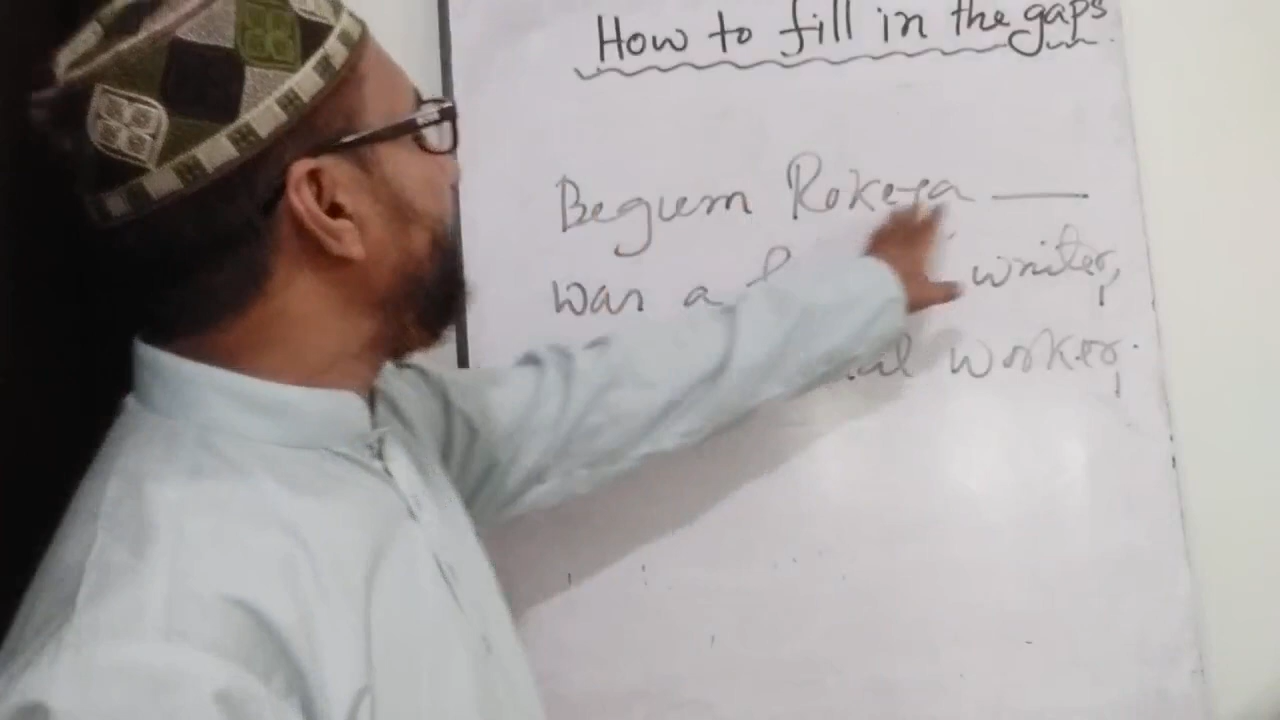 How to fill in the gaps
Begum Rokeya ——
was a writer,
worker.